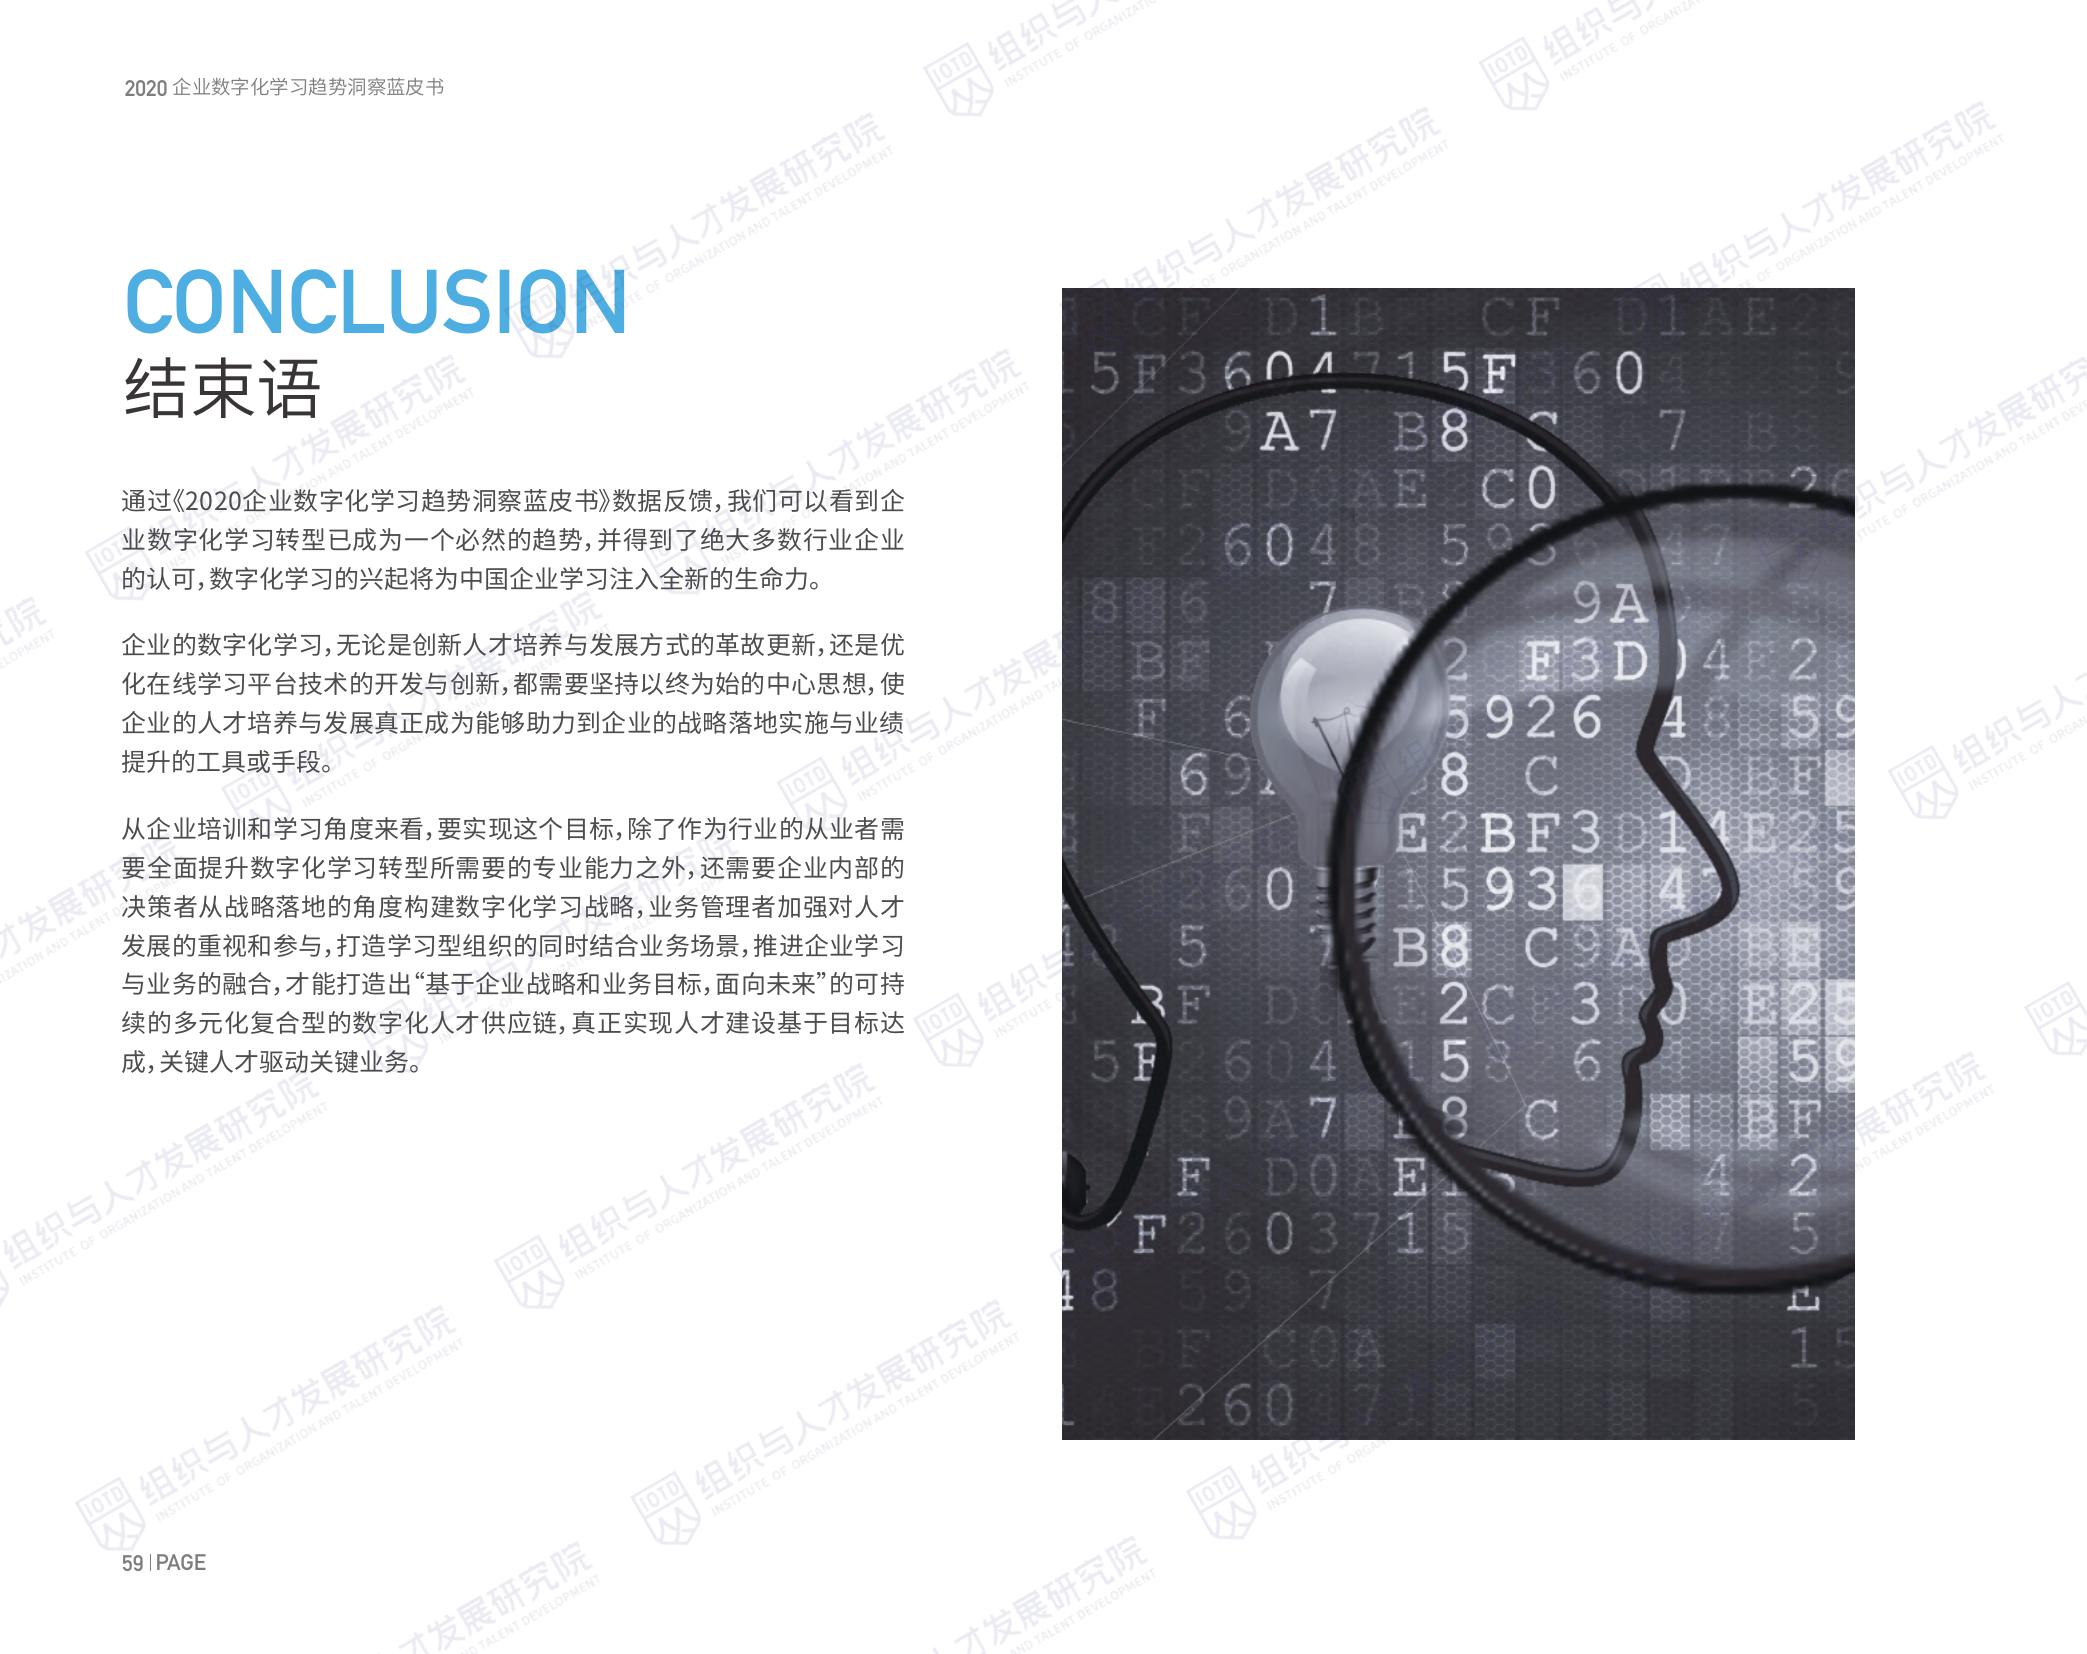 2020 企业数字化学习趋势洞察蓝皮书
CONCLUSION
结束语
通过《2020企业数字化学习趋势洞察蓝皮书》数据反馈，我们可以看到企
业数字化学习转型已成为一个必然的趋势，并得到了绝大多数行业企业
的认可，数字化学习的兴起将为中国企业学习注入全新的生命力。
企业的数字化学习，无论是创新人才培养与发展方式的革故更新，还是优
化在线学习平台技术的开发与创新，都需要坚持以终为始的中心思想，使
企业的人才培养与发展真正成为能够助力到企业的战略落地实施与业绩
提升的工具或手段。
从企业培训和学习角度来看，要实现这个目标，除了作为行业的从业者需
要全面提升数字化学习转型所需要的专业能力之外，还需要企业内部的
决策者从战略落地的角度构建数字化学习战略，业务管理者加强对人才
发展的重视和参与，打造学习型组织的同时结合业务场景，推进企业学习
与业务的融合，才能打造出“基于企业战略和业务目标，面向未来”的可持
续的多元化复合型的数字化人才供应链，真正实现人才建设基于目标达
成，关键人才驱动关键业务。
59 | PAGE
IOTD 组织与人才发展研究院
INSTITUTE OF ORGANIZATION AND TALENT DEVELOPMENT